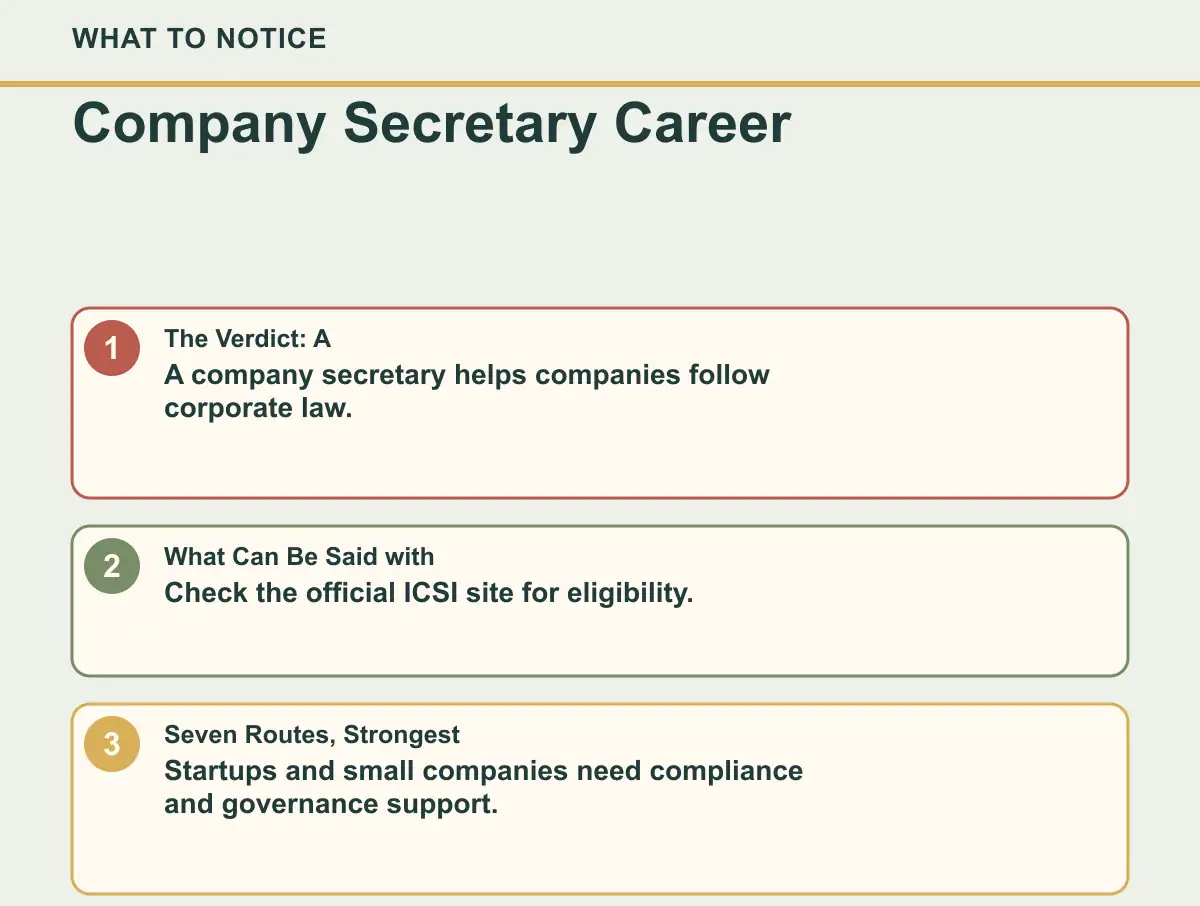 WHAT TO NOTICE
Company Secretary Career
1
The Verdict: A
A company secretary helps companies follow
corporate law.
2
What Can Be Said with
Check the official ICSI site for eligibility.
3
Seven Routes, Strongest
Startups and small companies need compliance
and governance support.